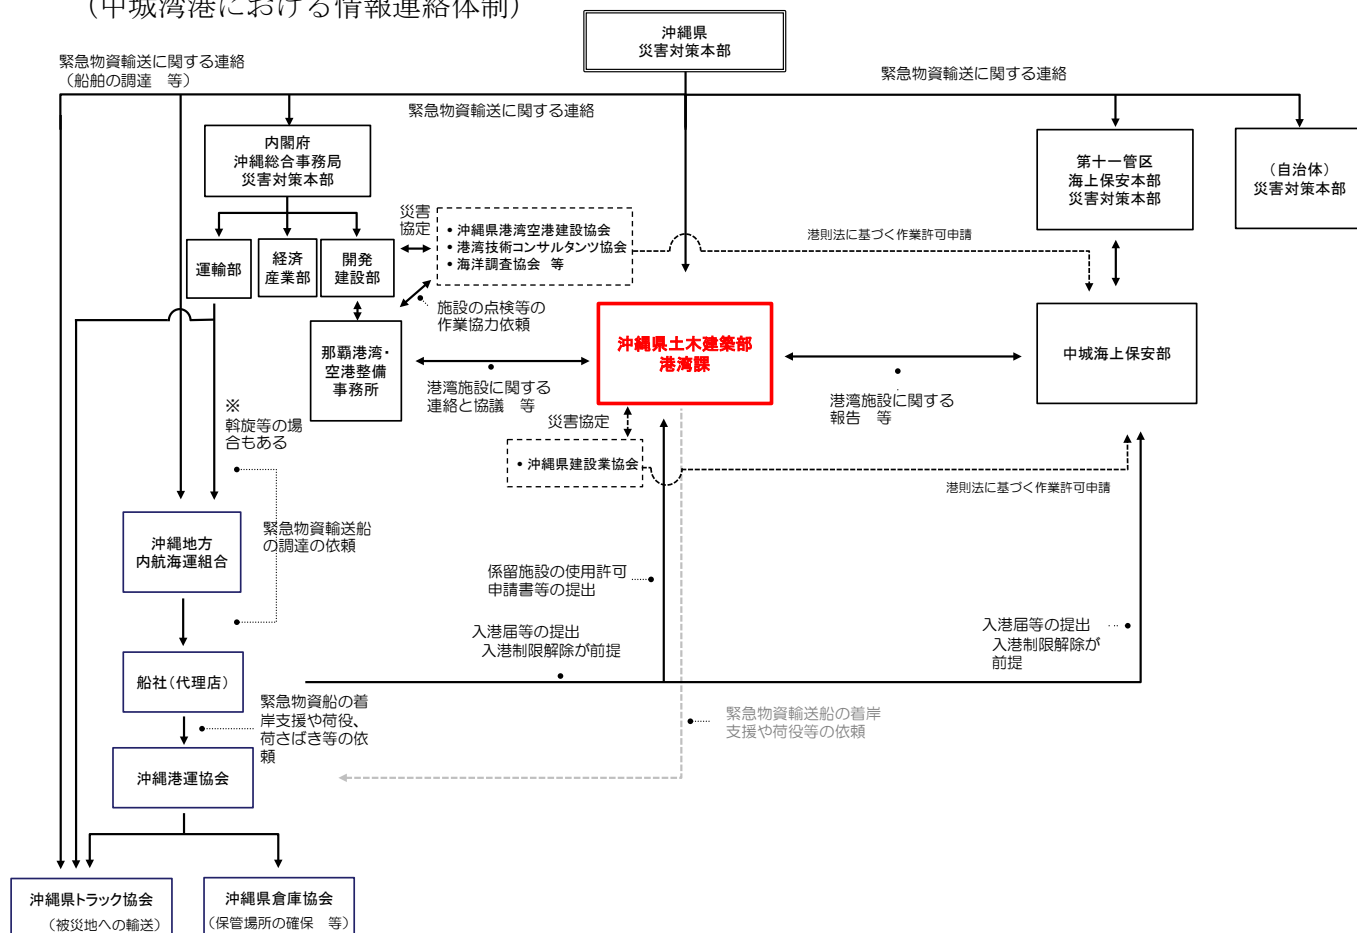 （中城湾港における情報連絡体制）
沖縄県
災害対策本部
緊急物資輸送に関する連絡
（船舶の調達　等）
緊急物資輸送に関する連絡
緊急物資輸送に関する連絡
内閣府
沖縄総合事務局
災害対策本部
第十一管区
海上保安本部
災害対策本部
（自治体）
災害対策本部
災害
協定
• 沖縄県港湾空港建設協会
• 港湾技術コンサルタンツ協会
• 海洋調査協会　等
港則法に基づく作業許可申請
運輸部
経済
産業部
開発
建設部
施設の点検等の
作業協力依頼
那覇港湾・
空港整備
事務所
沖縄県土木建築部
港湾課
中城海上保安部
港湾施設に関する
連絡と協議　等
港湾施設に関する
報告　等
※
斡旋等の場
合もある
災害協定
• 沖縄県建設業協会
港則法に基づく作業許可申請
沖縄地方
内航海運組合
緊急物資輸送船
の調達の依頼
係留施設の使用許可
申請書等の提出
入港届等の提出
入港制限解除が前提
入港届等の提出
入港制限解除が
前提
船社（代理店）
緊急物資船の着
岸支援や荷役、
荷さばき等の依
頼
緊急物資輸送船の着岸
支援や荷役等の依頼
沖縄港運協会
沖縄県トラック協会
（被災地への輸送）
沖縄県倉庫協会
（保管場所の確保　等）